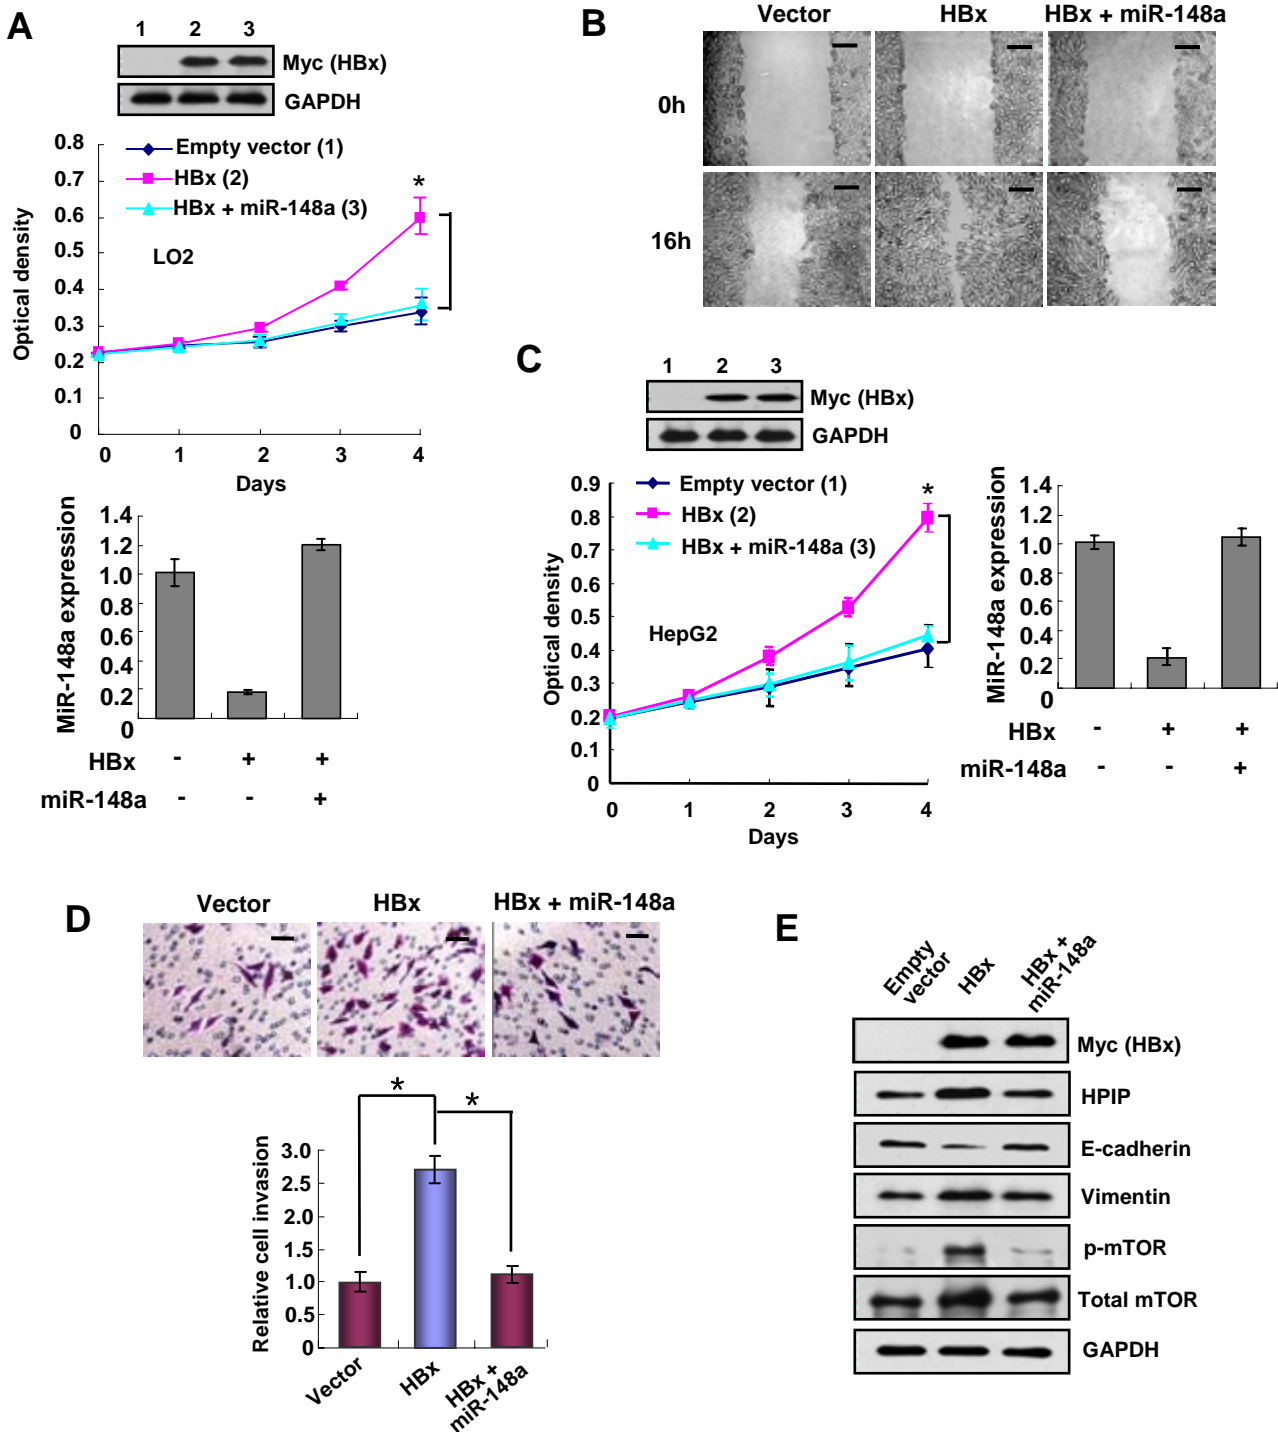 A
1 2 3
Myc (HBx)
GAPDH
0.8
0.7
0.6
0.5
0.4
0.3
0.2
0.1
0
Optical density
Empty vector (1)
HBx (2)
HBx + miR-148a (3)
*
LO2
0 1 2 3 4
Days
MiR-148a expression
1.4
1.2
1.0
0.8
0.6
0.4
0.2
0
HBx - + +
miR-148a - - +
B
Vector HBx HBx + miR-148a
0h
16h
C
1 2 3
Myc (HBx)
GAPDH
0.9
0.8
0.7
0.6
0.5
0.4
0.3
0.2
0.1
0
Optical density
Empty vector (1)
HBx (2)
HBx + miR-148a (3)
*
HepG2
0 1 2 3 4
Days
MiR-148a expression
1.4
1.2
1.0
0.8
0.6
0.4
0.2
0
HBx - + +
miR-148a - - +
D
Vector HBx HBx + miR-148a
* *
Relative cell invasion
3.0
2.5
2.0
1.5
1.0
0.5
0
Vector
HBx
HBx +
miR-148a
E
Empty
vector
HBx
HBx +
miR-148a
Myc (HBx)
HPIP
E-cadherin
Vimentin
p-mTOR
Total mTOR
GAPDH